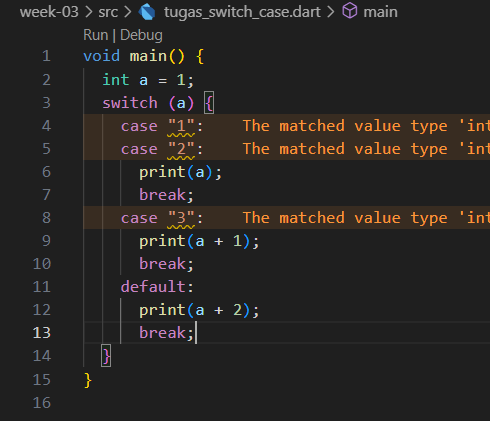 week-03 > src > tugas_switch_case.dart > main
Run | Debug
1 void main() {
2   int a = 1;
3   switch (a) {
4     case "1":    The matched value type 'int
5     case "2":    The matched value type 'int
6       print(a);
7       break;
8     case "3":    The matched value type 'int
9       print(a + 1);
10       break;
11     default:
12       print(a + 2);
13       break;
14   }
15 }
16